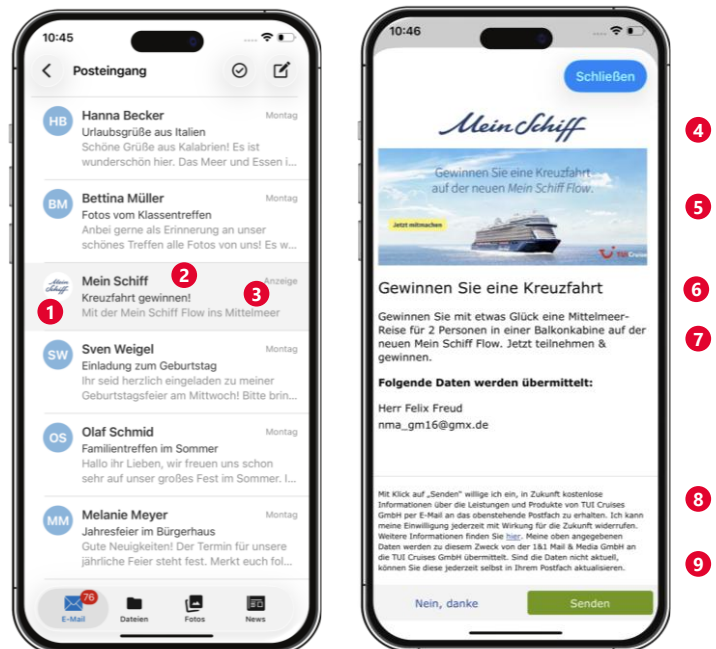 10:45
Posteingang
HB
Hanna Becker
Montag
Urlaubsgrüße aus Italien
Schöne Grüße aus Kalabrien! Es ist
wunderschön hier. Das Meer und Essen i...
BM
Bettina Müller
Montag
Fotos vom Klassentreffen
Anbei gerne als Erinnerung an unser
schönes Treffen alle Fotos von uns! Es w...
Mein Schiff
Mein Schiff
2
Anzeige
1
Kreuzfahrt gewinnen!
3
Mit der Mein Schiff Flow ins Mittelmeer
SW
Sven Weigel
Montag
Einladung zum Geburtstag
Ihr seid herzlich eingeladen zu meiner
Geburtstagsfeier am Mittwoch! Bitte brin...
OS
Olaf Schmid
Montag
Familientreffen im Sommer
Hallo ihr Lieben, wir freuen uns schon
sehr auf unser großes Fest im Sommer. I...
MM
Melanie Meyer
Montag
Jahresfeier im Bürgerhaus
Gute Neuigkeiten! Der Termin für unsere
jährliche Feier steht fest. Merkt euch fol...
76
E-Mail
Dateien
Fotos
News
10:46
Schließen
Mein Schiff
4
Gewinnen Sie eine Kreuzfahrt
auf der neuen Mein Schiff Flow.
5
Jetzt mitmachen
TUI Cruise
Gewinnen Sie eine Kreuzfahrt
6
Gewinnen Sie mit etwas Glück eine Mittelmeer-
Reise für 2 Personen in einer Balkonkabine auf der
neuen Mein Schiff Flow. Jetzt teilnehmen &
gewinnen.
7
Folgende Daten werden übermittelt:
Herr Felix Freud
nma_gm16@gmx.de
Mit Klick auf „Senden" willige ich ein, in Zukunft kostenlose
Informationen über die Leistungen und Produkte von TUI Cruises
GmbH per E-Mail an das obenstehende Postfach zu erhalten. Ich kann
meine Einwilligung jederzeit mit Wirkung für die Zukunft widerrufen.
Weitere Informationen finden Sie hier. Meine oben angegebenen
Daten werden zu diesem Zweck von der 1&1 Mail & Media GmbH an
die TUI Cruises GmbH übermittelt. Sind die Daten nicht aktuell,
können Sie diese jederzeit selbst in Ihrem Postfach aktualisieren.
8
9
Nein, danke
Senden